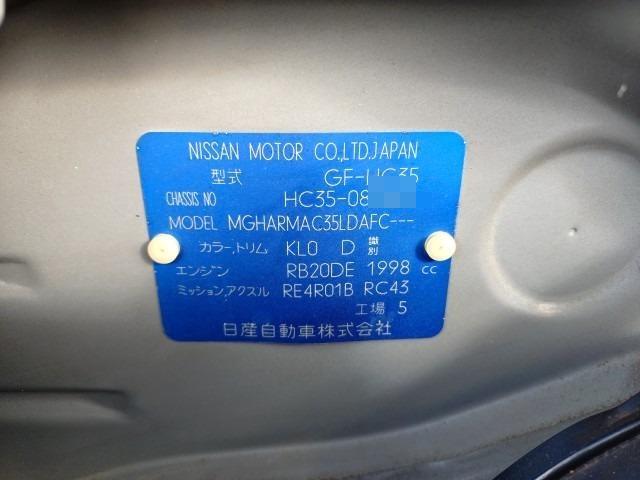 NISSAN MOTOR CO.,LTD.JAPAN
型式 GF-HC35
CHASSIS NO HC35-08
MODEL MGHARMAC35LDAFC---
カラー,トリム KL0 D 識別
エンジン RB20DE 1998 cc
ミッション,アクスル RE4R01B RC43
工場 5
日産自動車株式会社